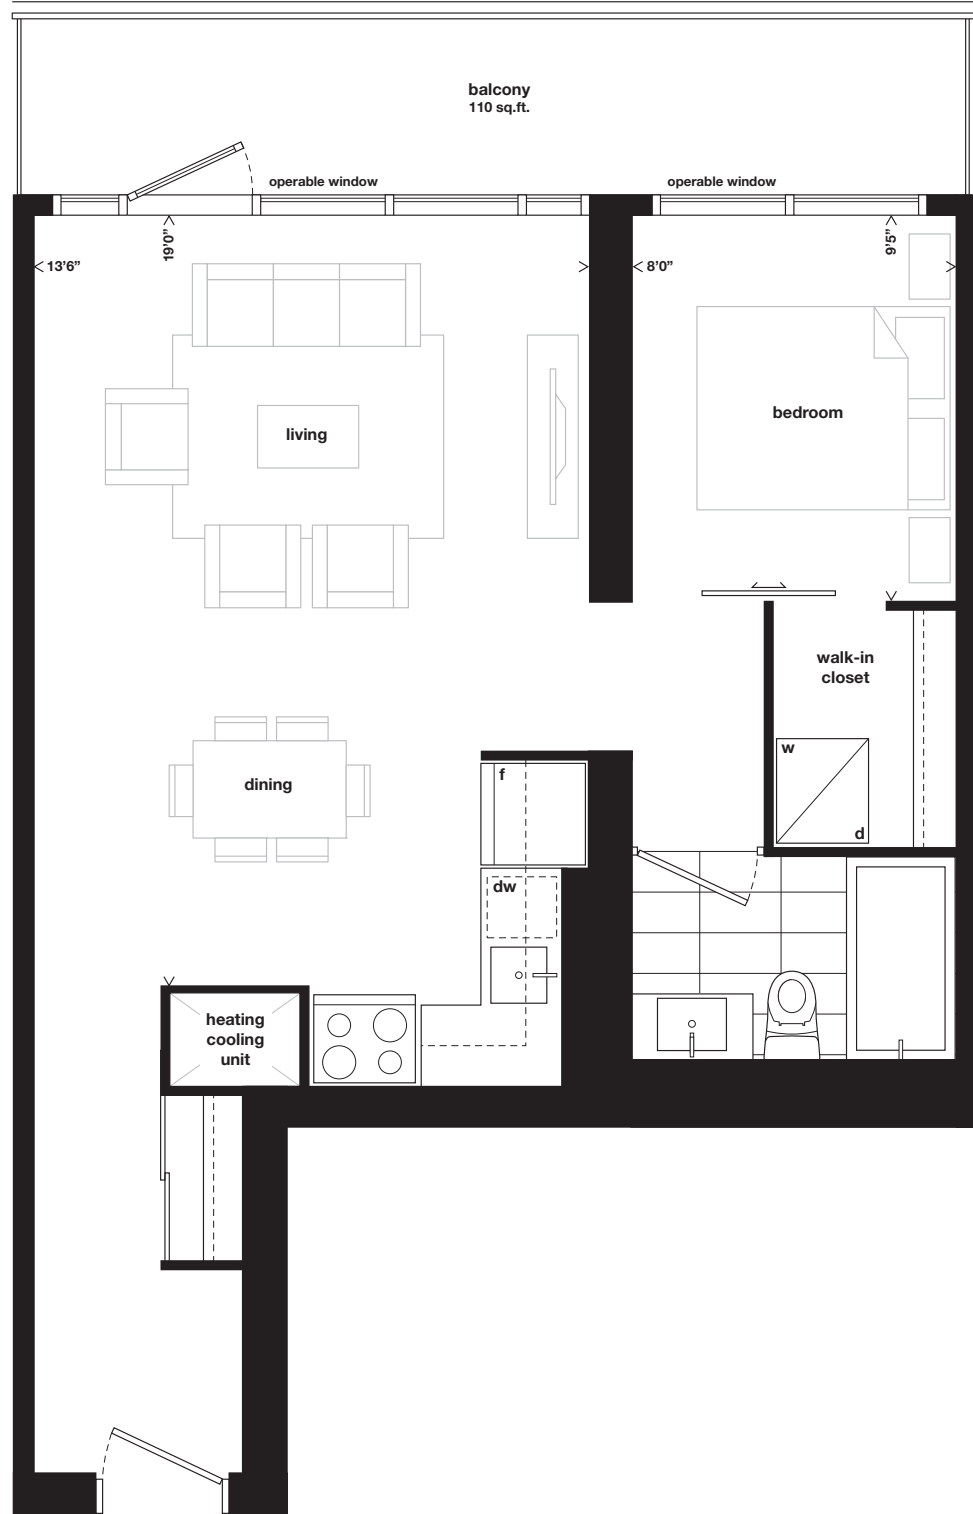 balcony
110 sq.ft.
operable window
operable window
19’0”
9’5”
13’6”
8’0”
bedroom
living
walk-in
closet
w
d
f
dining
dw
heating
cooling
unit